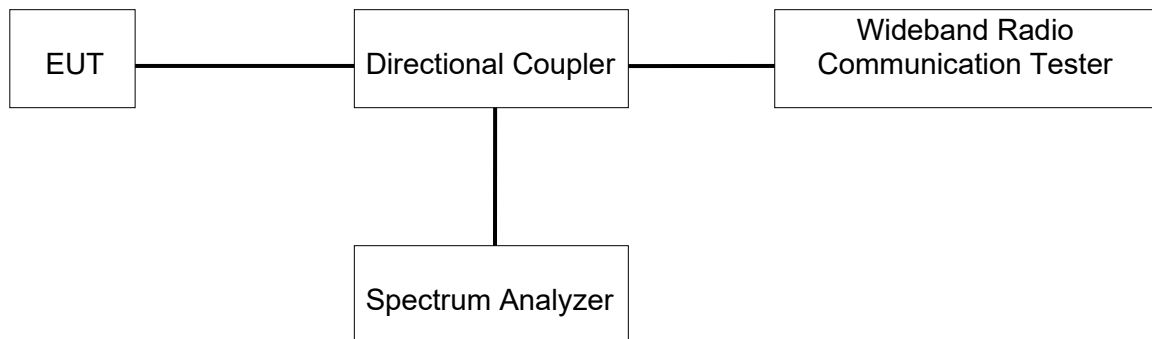 EUT
Directional Coupler
Wideband Radio
Communication Tester
Spectrum Analyzer